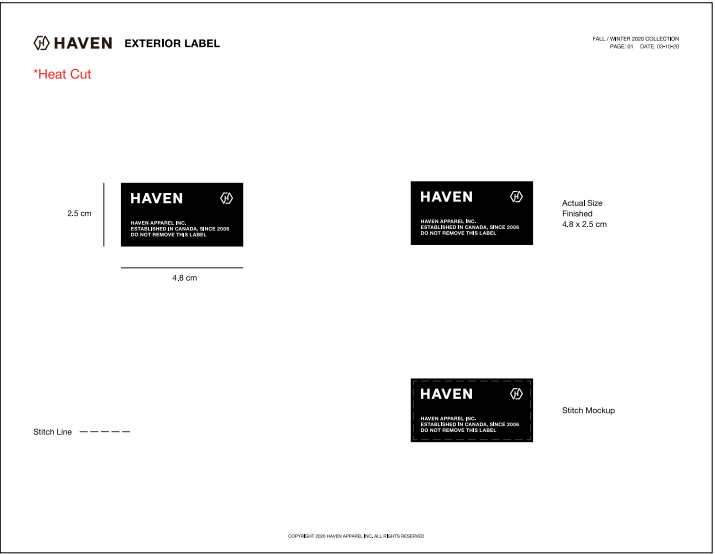 HAVEN EXTERIOR LABEL
FALL / WINTER 2020 COLLECTION
PAGE: 01 DATE: 03-10-20
*Heat Cut
2.5 cm
HAVEN
HAVEN APPAREL INC.
ESTABLISHED IN CANADA, SINCE 2006
DO NOT REMOVE THIS LABEL
4.8 cm
HAVEN
HAVEN APPAREL INC.
ESTABLISHED IN CANADA, SINCE 2006
DO NOT REMOVE THIS LABEL
Actual Size
Finished
4.8 x 2.5 cm
Stitch Line
HAVEN
HAVEN APPAREL INC.
ESTABLISHED IN CANADA, SINCE 2006
DO NOT REMOVE THIS LABEL
Stitch Mockup
COPYRIGHT 2020 HAVEN APPAREL INC. ALL RIGHTS RESERVED